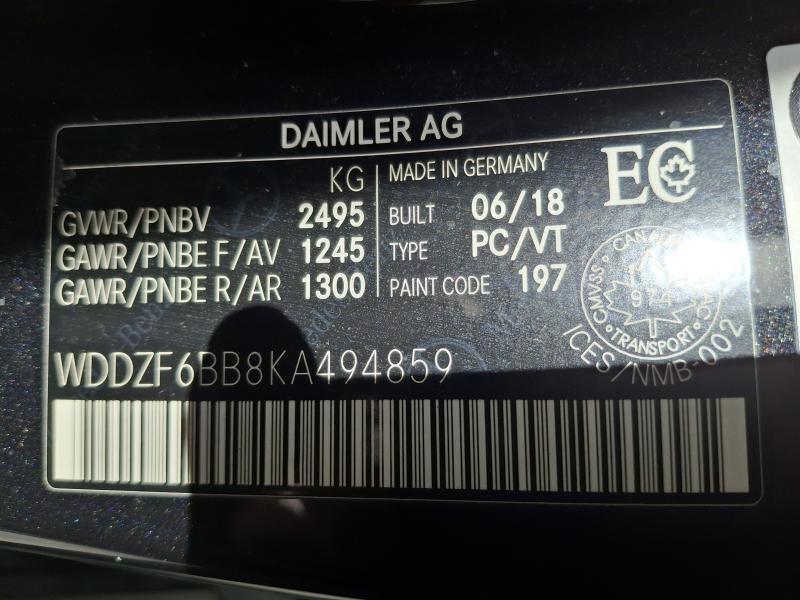 DAIMLER AG
KG
GVWR/PNBV 2495
GAWR/PNBE F/AV 1245
GAWR/PNBE R/AR 1300
MADE IN GERMANY
BUILT 06/18
TYPE PC/VT
PAINT CODE 197
EC
CANADA
CMVSS
974
TRANSPORT
ICES/NMB-002
WDDZF6BB8KA494859